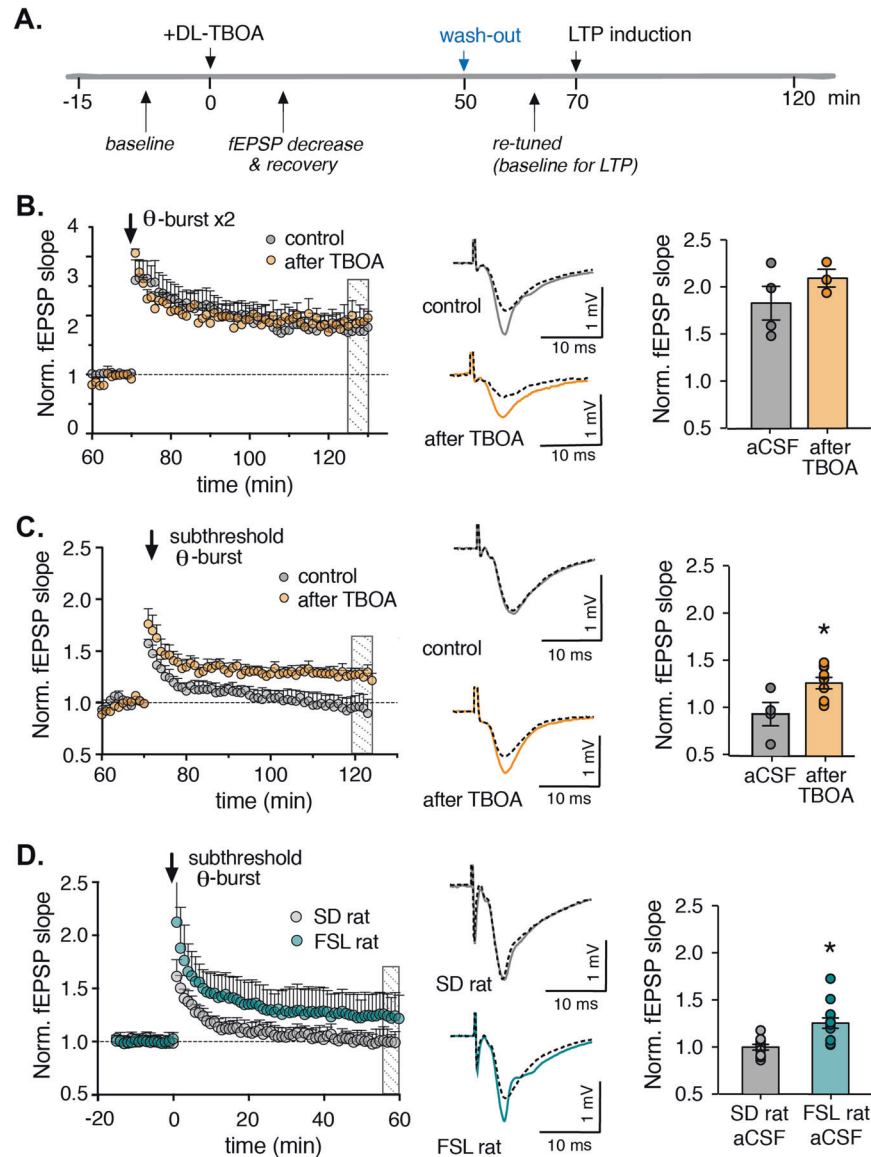 A.
+DL-TBOA
wash-out
LTP induction
-15
0
50
70
120
min
baseline
fEPSP decrease
& recovery
re-tuned
(baseline for LTP)
B.
Norm. fEPSP slope
4
3
2
2
1
0
θ-burst x2
control
after TBOA
60
80
100
120
time (min)
control
1 mV
10 ms
after TBOA
1 mV
10 ms
Norm. fEPSP slope
2.5
2.0
1.5
1.0
0.5
aCSF
after
TBOA
C.
Norm. fEPSP slope
2.5
2.0
1.5
1.0
0.5
subthreshold
θ-burst
control
after TBOA
60
80
100
120
time (min)
control
1 mV
10 ms
after TBOA
1 mV
10 ms
Norm. fEPSP slope
2.5
2.0
1.5
1.0
0.5
*
aCSF
after
TBOA
D.
Norm. fEPSP slope
2.5
2.0
1.5
1.0
0.5
subthreshold
θ-burst
SD rat
FSL rat
-20
0
20
40
60
time (min)
SD rat
1 mV
10 ms
FSL rat
1 mV
10 ms
Norm. fEPSP slope
2.5
2.0
1.5
1.0
0.5
*
SD rat
aCSF
FSL rat
aCSF